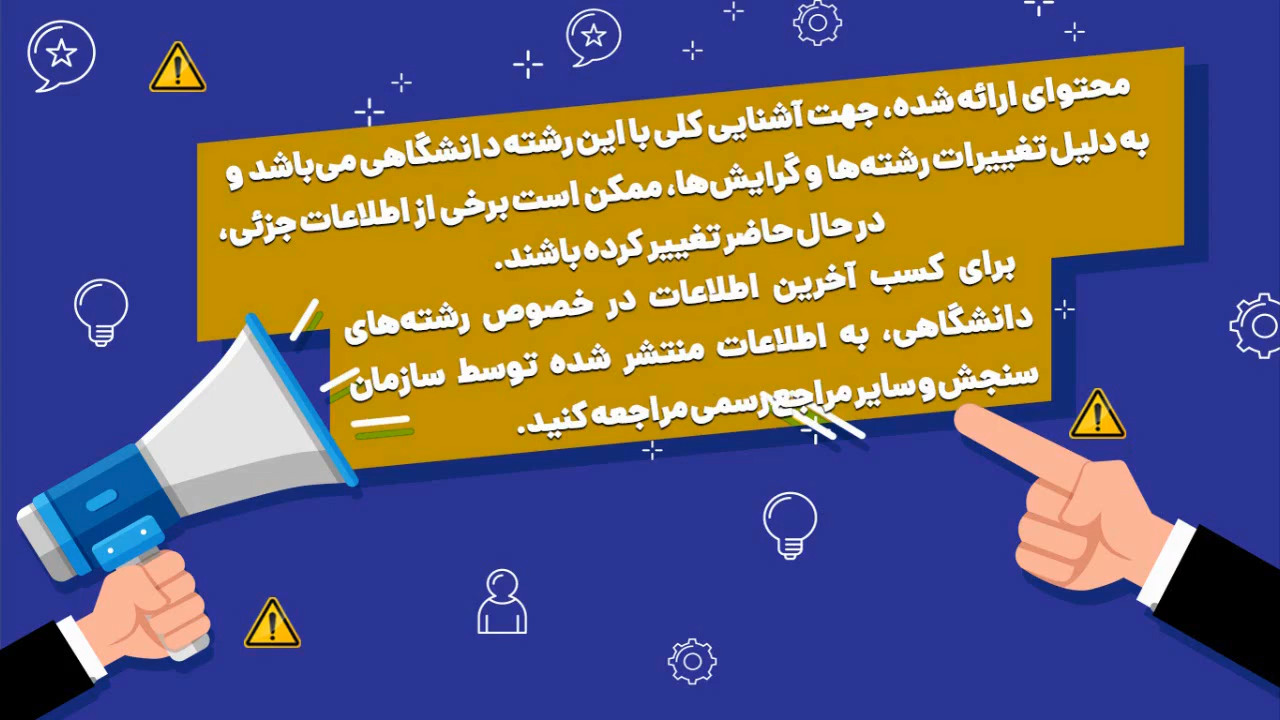 محتوای ارائه شده، جهت آشنایی کلی با این رشته دانشگاهی می‌باشد و
به دلیل تغییرات رشته‌ها و گرایش‌ها، ممکن است برخی از اطلاعات جزئی،
در حال حاضر تغییر کرده باشند.
برای کسب آخرین اطلاعات در خصوص رشته‌های
دانشگاهی، به اطلاعات منتشر شده توسط سازمان
سنجش و سایر مراجع رسمی مراجعه کنید.